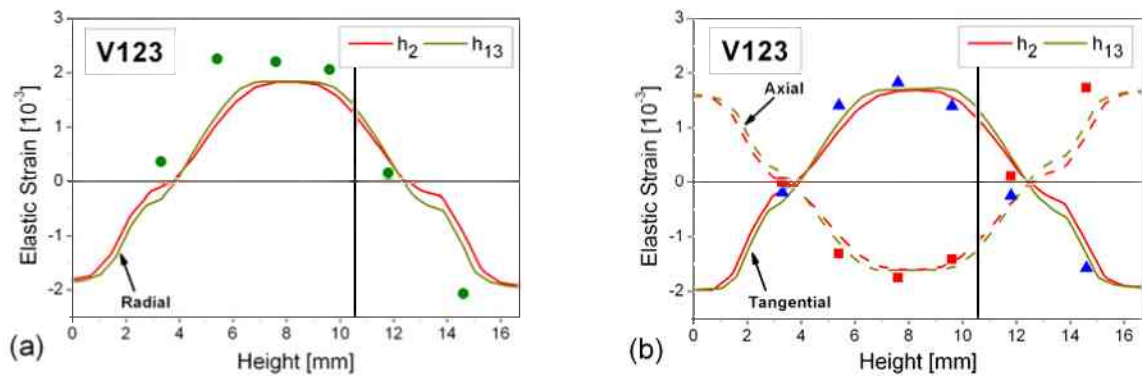 V123
h2
h13
Elastic Strain [10-3]
3
2
1
0
-1
-2
Radial
0
2
4
6
8
10
12
14
16
Height [mm]
(a)
V123
h2
h13
Axial
Elastic Strain [10-3]
3
2
1
0
-1
-2
Tangential
0
2
4
6
8
10
12
14
16
Height [mm]
(b)